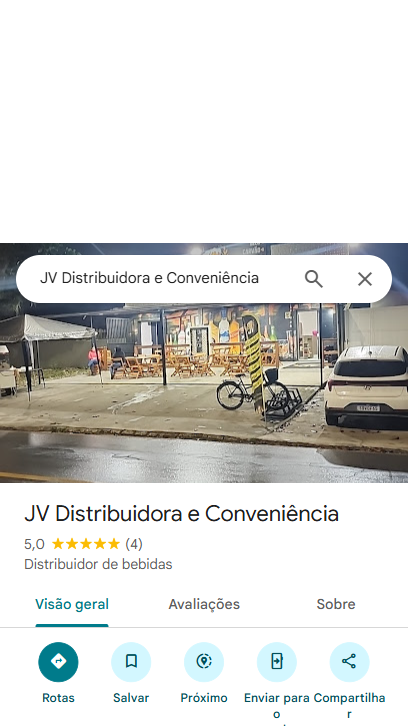 JV Distribuidora e Conveniência
JV Distribuidora e Conveniência
5,0 ★★★★★ (4)
Distribuidor de bebidas
Visão geral
Avaliações
Sobre
Rotas
Salvar
Próximo
Enviar para o
Compartilhar